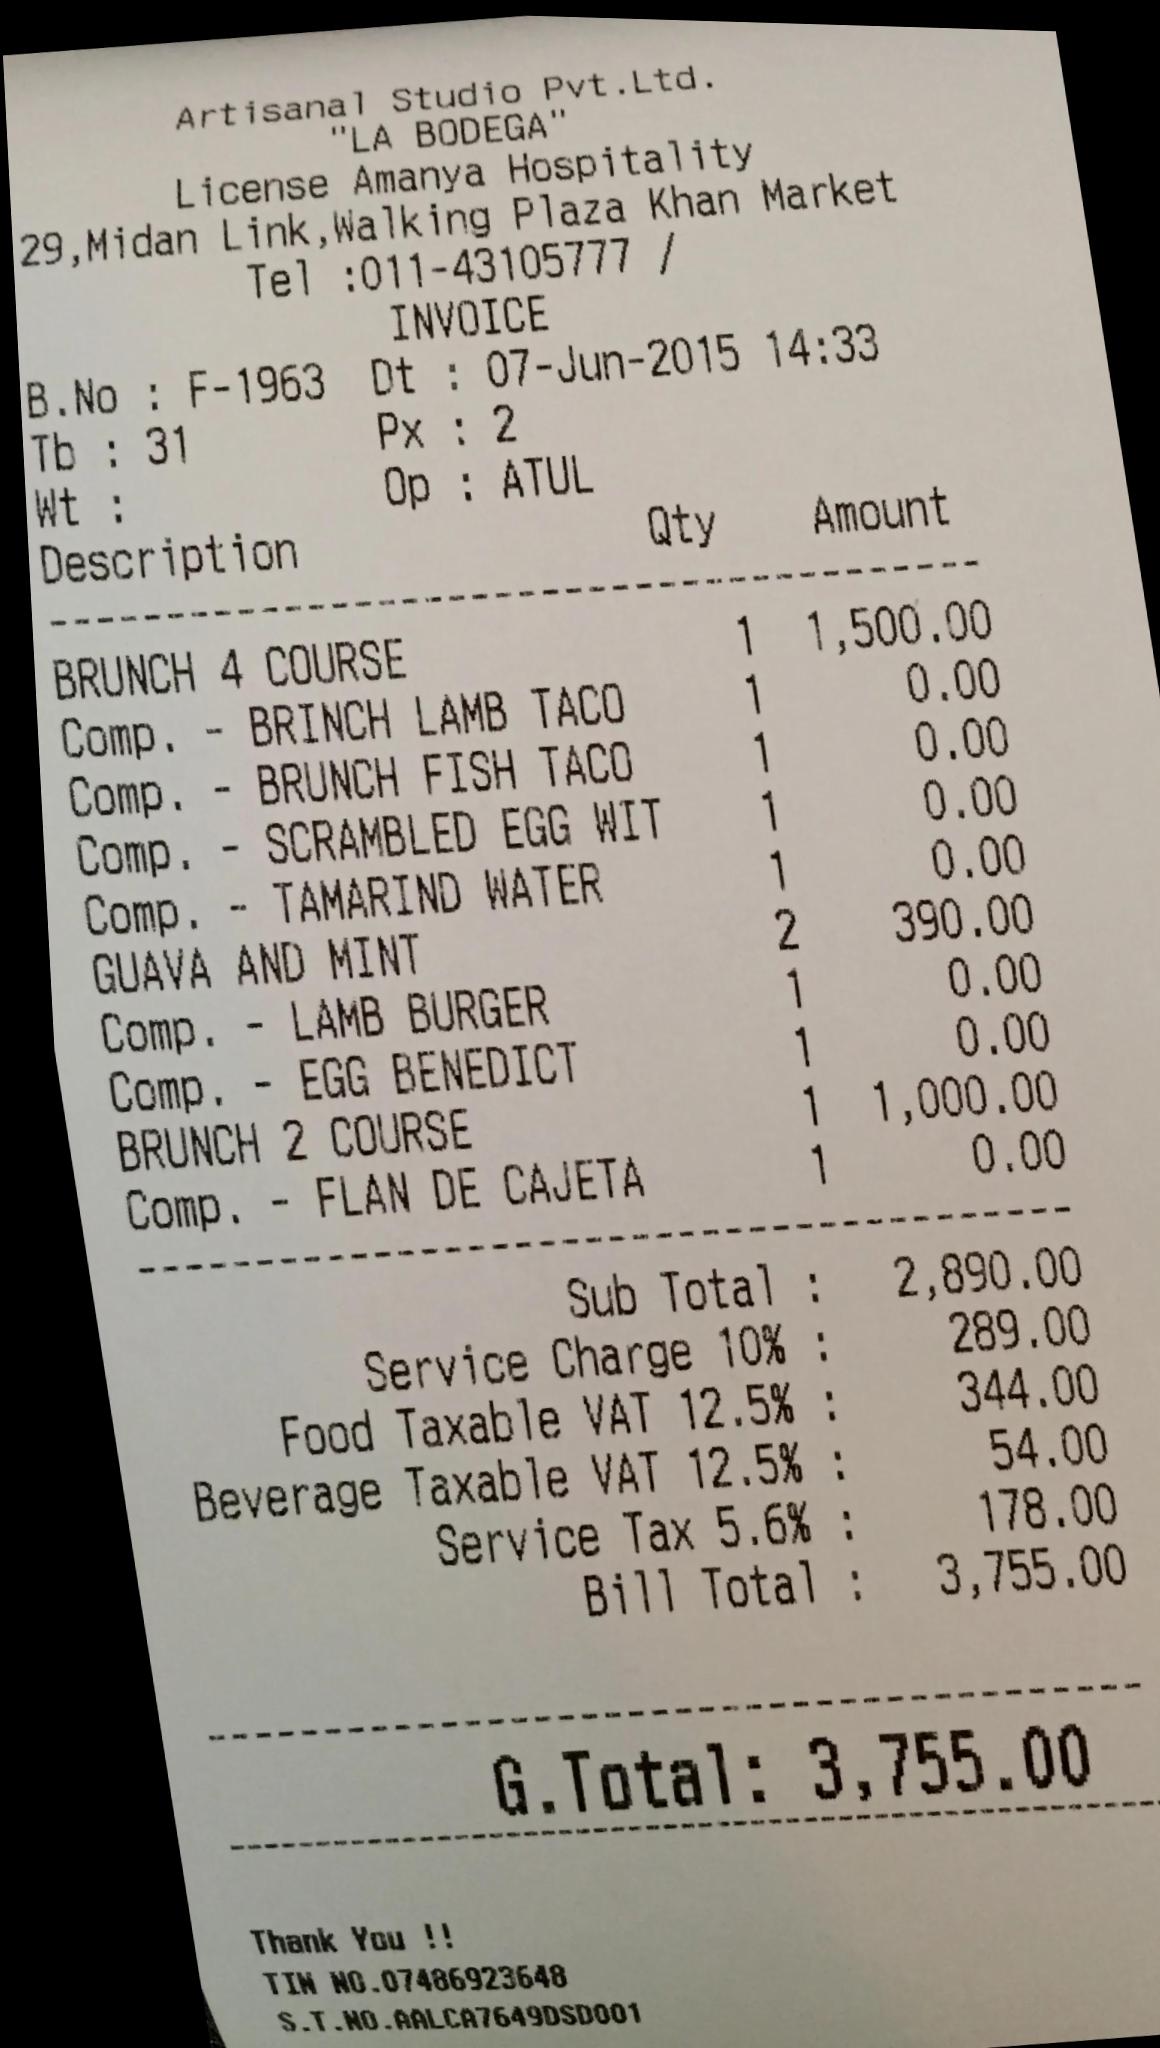 Artisanal Studio Pvt.Ltd.
"LA BODEGA"
License Amanya Hospitality
29,Midan Link,Walking Plaza Khan Market
Tel :011-43105777 /
INVOICE
B.No : F-1963 Dt : 07-Jun-2015 14:33
Tb : 31 Px : 2
Wt : Op : ATUL
Description Qty Amount
BRUNCH 4 COURSE 1 1,500.00
Comp. - BRINCH LAMB TACO 1 0.00
Comp. - BRUNCH FISH TACO 1 0.00
Comp. - SCRAMBLED EGG WIT 1 0.00
Comp. - TAMARIND WATER 1 0.00
GUAVA AND MINT 2 390.00
Comp. - LAMB BURGER 1 0.00
Comp. - EGG BENEDICT 1 0.00
BRUNCH 2 COURSE 1 1,000.00
Comp. - FLAN DE CAJETA 1 0.00
Sub Total : 2,890.00
Service Charge 10% : 289.00
Food Taxable VAT 12.5% : 344.00
Beverage Taxable VAT 12.5% : 54.00
Service Tax 5.6% : 178.00
Bill Total : 3,755.00
G.Total: 3,755.00
Thank You !!
TIN NO.07486923648
S.T.NO.AALCA7649DSD001